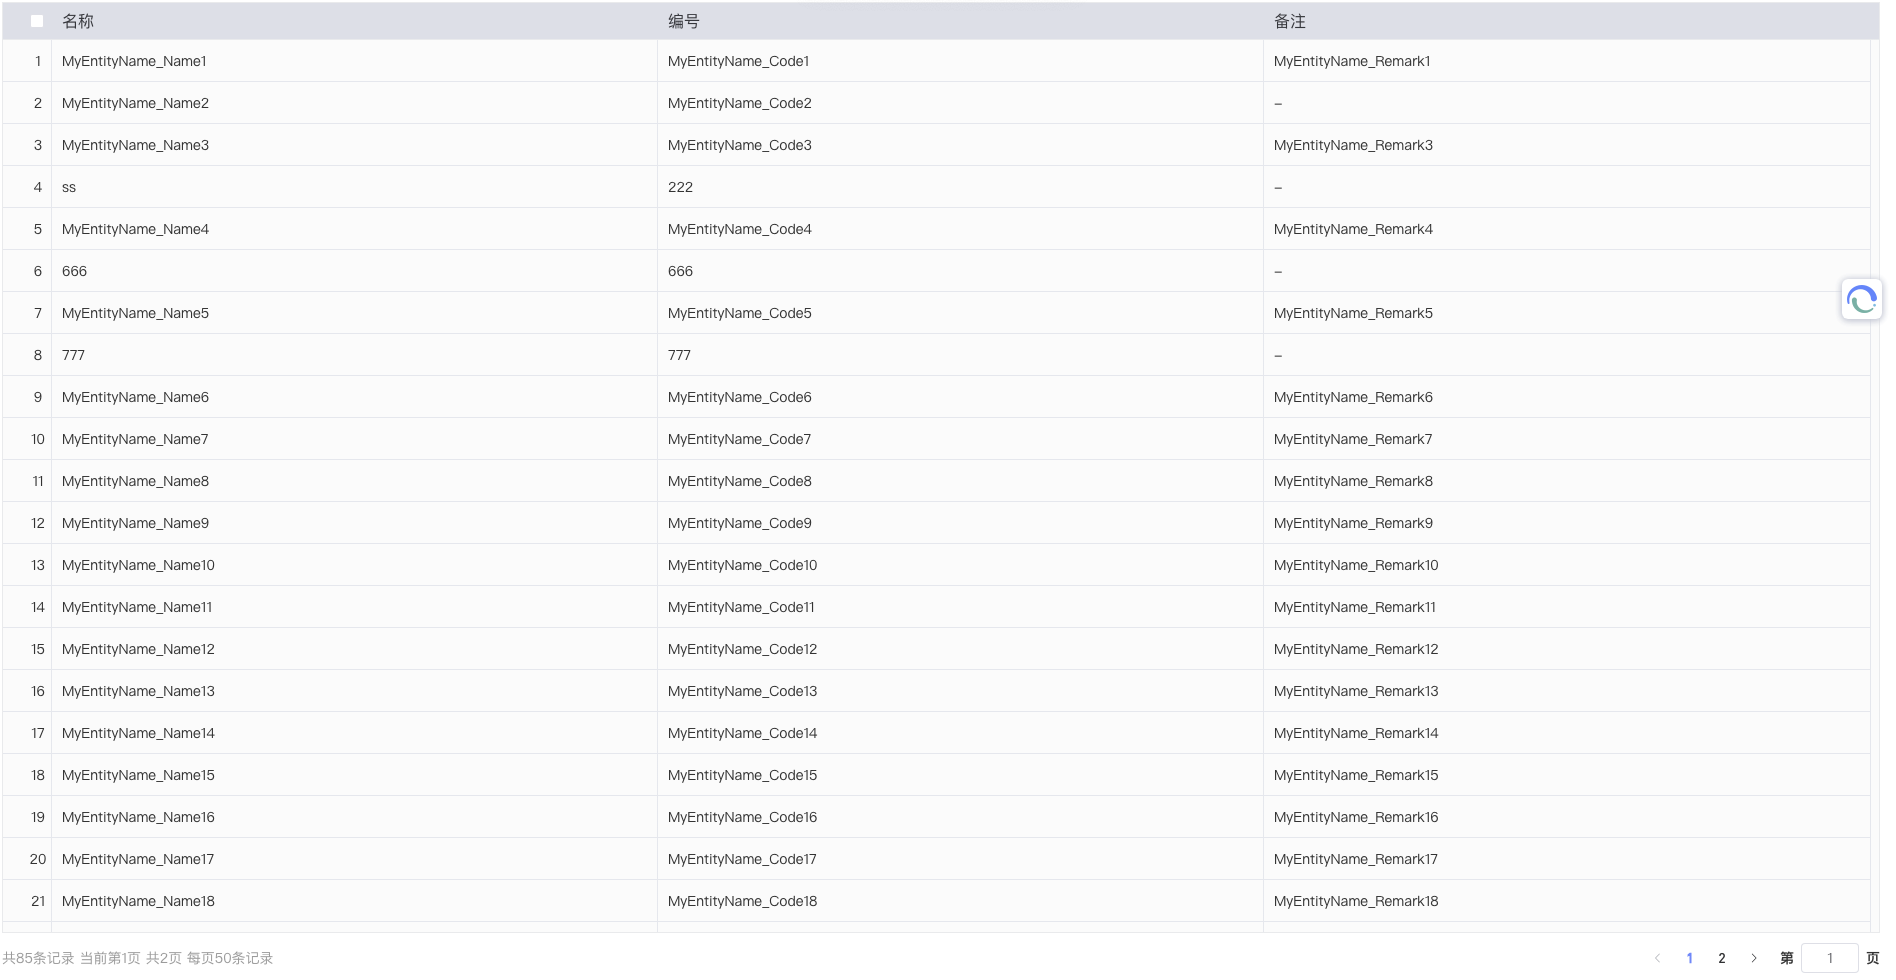 名称 编号 备注
1 MyEntityName_Name1 MyEntityName_Code1 MyEntityName_Remark1
2 MyEntityName_Name2 MyEntityName_Code2 –
3 MyEntityName_Name3 MyEntityName_Code3 MyEntityName_Remark3
4 ss 222 –
5 MyEntityName_Name4 MyEntityName_Code4 MyEntityName_Remark4
6 666 666 –
7 MyEntityName_Name5 MyEntityName_Code5 MyEntityName_Remark5
8 777 777 –
9 MyEntityName_Name6 MyEntityName_Code6 MyEntityName_Remark6
10 MyEntityName_Name7 MyEntityName_Code7 MyEntityName_Remark7
11 MyEntityName_Name8 MyEntityName_Code8 MyEntityName_Remark8
12 MyEntityName_Name9 MyEntityName_Code9 MyEntityName_Remark9
13 MyEntityName_Name10 MyEntityName_Code10 MyEntityName_Remark10
14 MyEntityName_Name11 MyEntityName_Code11 MyEntityName_Remark11
15 MyEntityName_Name12 MyEntityName_Code12 MyEntityName_Remark12
16 MyEntityName_Name13 MyEntityName_Code13 MyEntityName_Remark13
17 MyEntityName_Name14 MyEntityName_Code14 MyEntityName_Remark14
18 MyEntityName_Name15 MyEntityName_Code15 MyEntityName_Remark15
19 MyEntityName_Name16 MyEntityName_Code16 MyEntityName_Remark16
20 MyEntityName_Name17 MyEntityName_Code17 MyEntityName_Remark17
21 MyEntityName_Name18 MyEntityName_Code18 MyEntityName_Remark18
共85条记录 当前第1页 共2页 每页50条记录 1 2 第 1 页